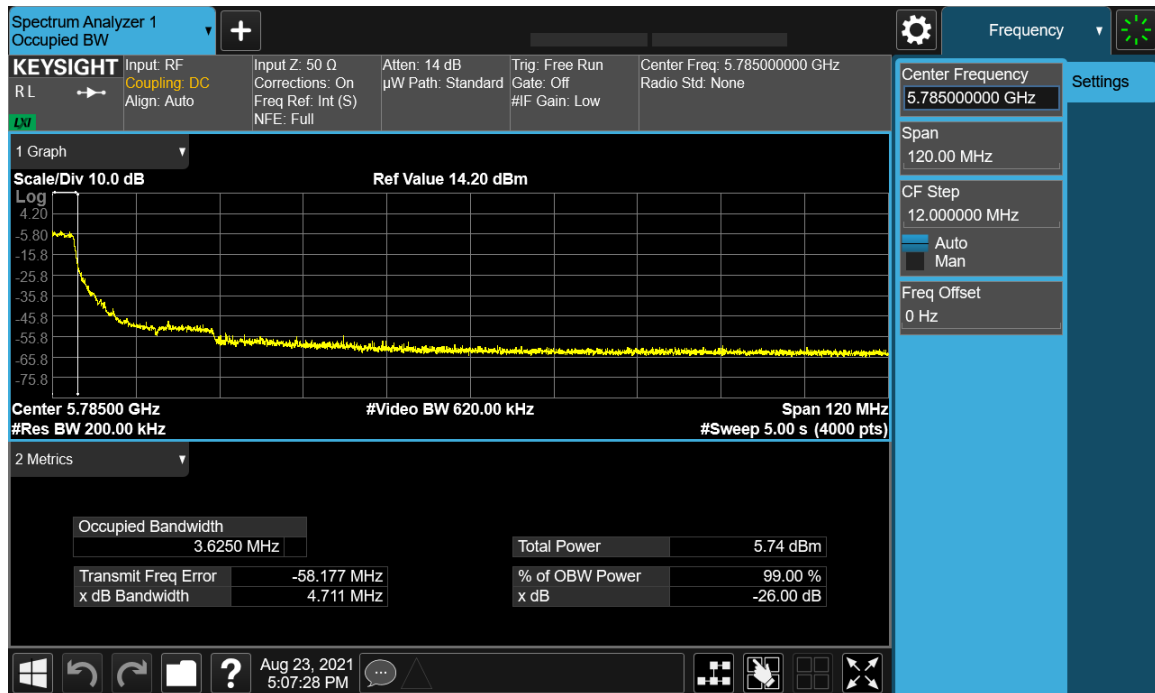 Spectrum Analyzer 1
Occupied BW
+
Frequency
KEYSIGHT
R L
LXI
Input: RF
Coupling: DC
Align: Auto
Input Z: 50 Ω
Corrections: On
Freq Ref: Int (S)
NFE: Full
Atten: 14 dB
µW Path: Standard
Trig: Free Run
Gate: Off
#IF Gain: Low
Center Freq: 5.785000000 GHz
Radio Std: None
Center Frequency
5.785000000 GHz
Settings
Span
120.00 MHz
CF Step
12.000000 MHz
Auto
Man
Freq Offset
0 Hz
1 Graph
Scale/Div 10.0 dB
Ref Value 14.20 dBm
Log
4.20
-5.80
-15.8
-25.8
-35.8
-45.8
-55.8
-65.8
-75.8
Center 5.78500 GHz
#Video BW 620.00 kHz
Span 120 MHz
#Res BW 200.00 kHz
#Sweep 5.00 s (4000 pts)
2 Metrics
Occupied Bandwidth
3.6250 MHz
Total Power 5.74 dBm
Transmit Freq Error -58.177 MHz
% of OBW Power 99.00 %
x dB Bandwidth 4.711 MHz
x dB -26.00 dB
?
Aug 23, 2021
5:07:28 PM